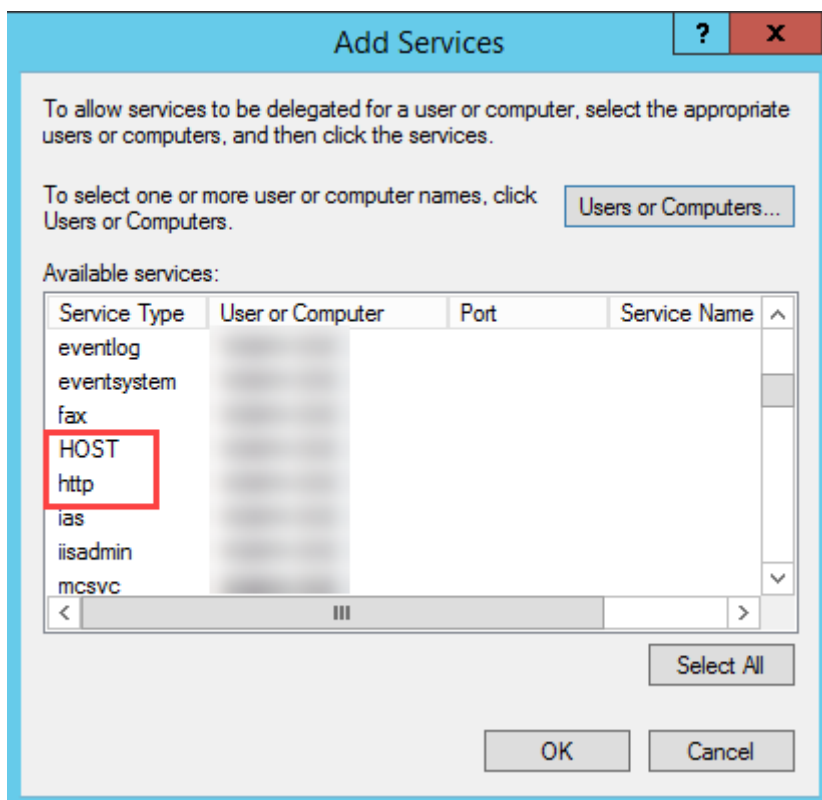 Add Services
?
x
To allow services to be delegated for a user or computer, select the appropriate
users or computers, and then click the services.
To select one or more user or computer names, click
Users or Computers.
Users or Computers...
Available services:
Service Type User or Computer Port Service Name
eventlog
eventsystem
fax
HOST
http
ias
iisadmin
mcsvc
Select All
OK Cancel